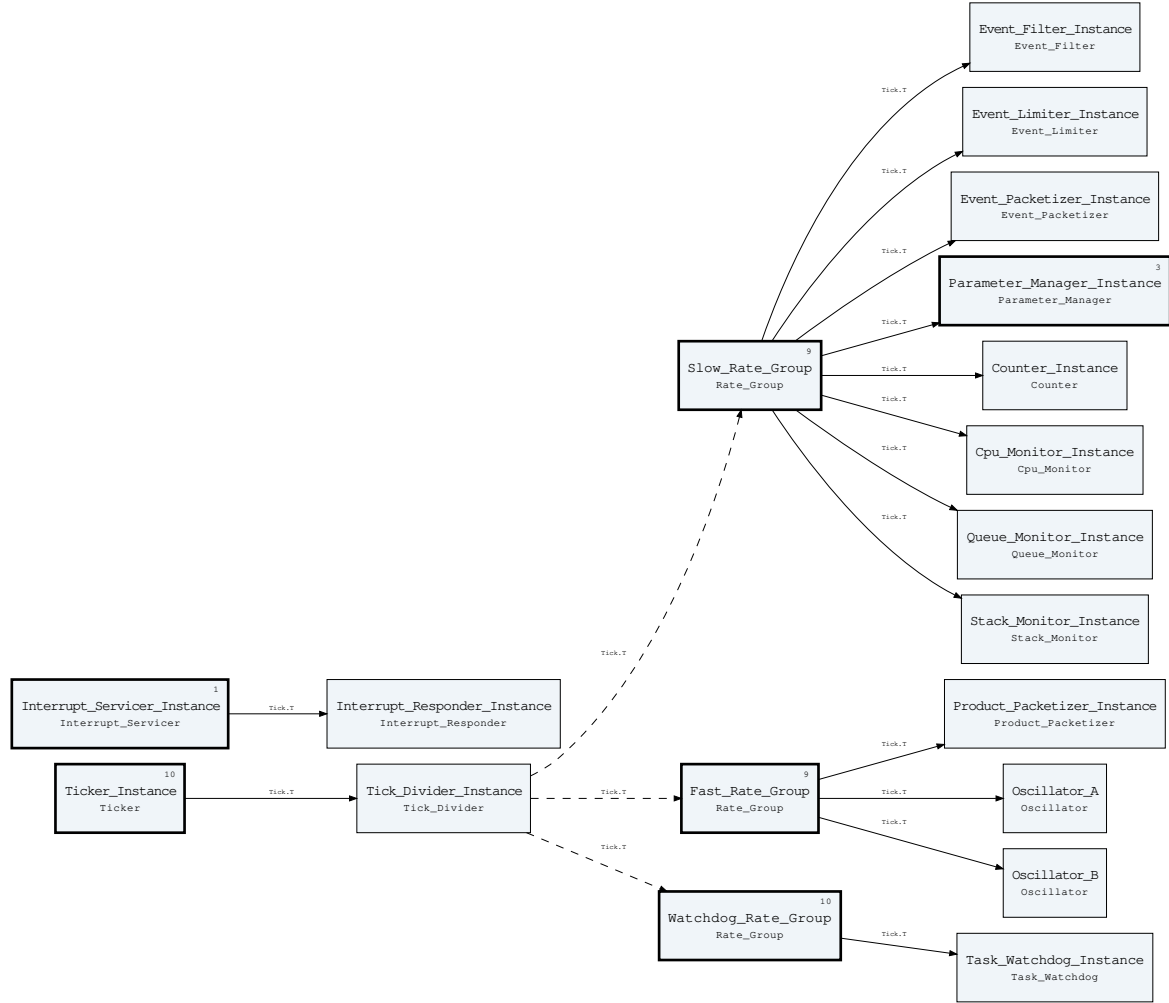 Event_Filter_Instance
Event_Filter
Tick.T
Event_Limiter_Instance
Event_Limiter
Tick.T
Event_Packetizer_Instance
Event_Packetizer
Tick.T
3
Parameter_Manager_Instance
Parameter_Manager
Tick.T
9
Slow_Rate_Group
Rate_Group
Tick.T
Counter_Instance
Counter
Tick.T
Cpu_Monitor_Instance
Cpu_Monitor
Tick.T
Queue_Monitor_Instance
Queue_Monitor
Tick.T
Stack_Monitor_Instance
Stack_Monitor
Tick.T
1
Interrupt_Servicer_Instance
Interrupt_Servicer
Tick.T
Interrupt_Responder_Instance
Interrupt_Responder
Product_Packetizer_Instance
Product_Packetizer
Tick.T
10
Ticker_Instance
Ticker
Tick.T
Tick_Divider_Instance
Tick_Divider
Tick.T
9
Fast_Rate_Group
Rate_Group
Tick.T
Oscillator_A
Oscillator
Tick.T
Tick.T
Oscillator_B
Oscillator
10
Watchdog_Rate_Group
Rate_Group
Tick.T
Task_Watchdog_Instance
Task_Watchdog